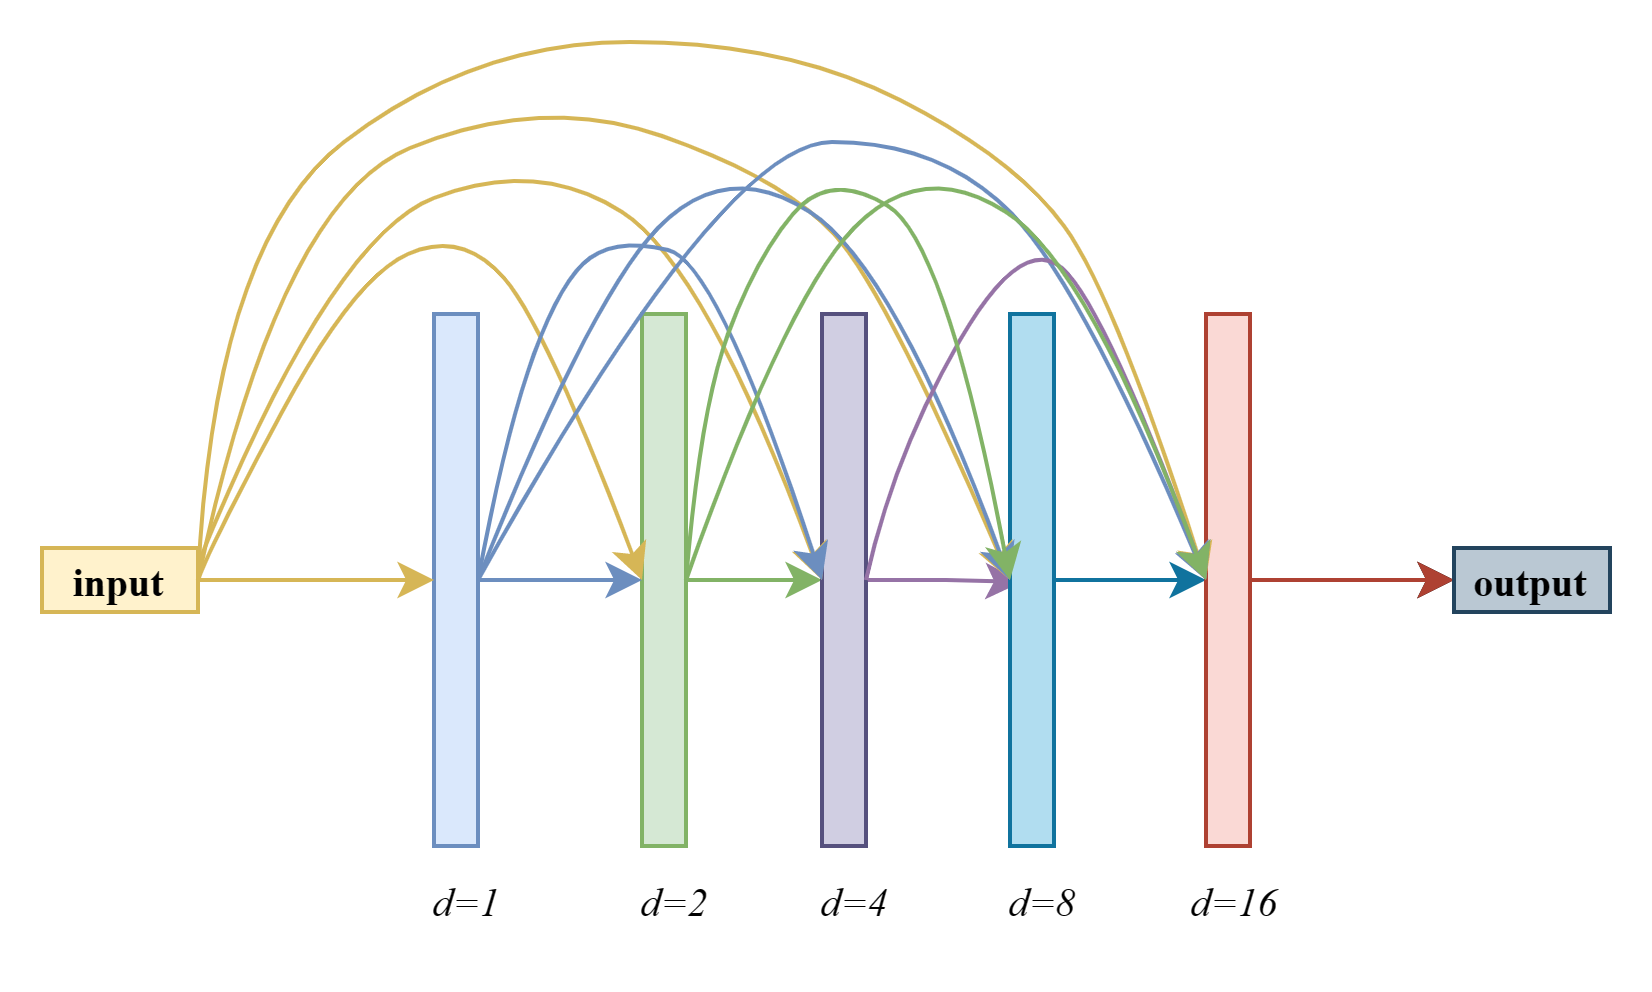 input
output
d=1
d=2
d=4
d=8
d=16